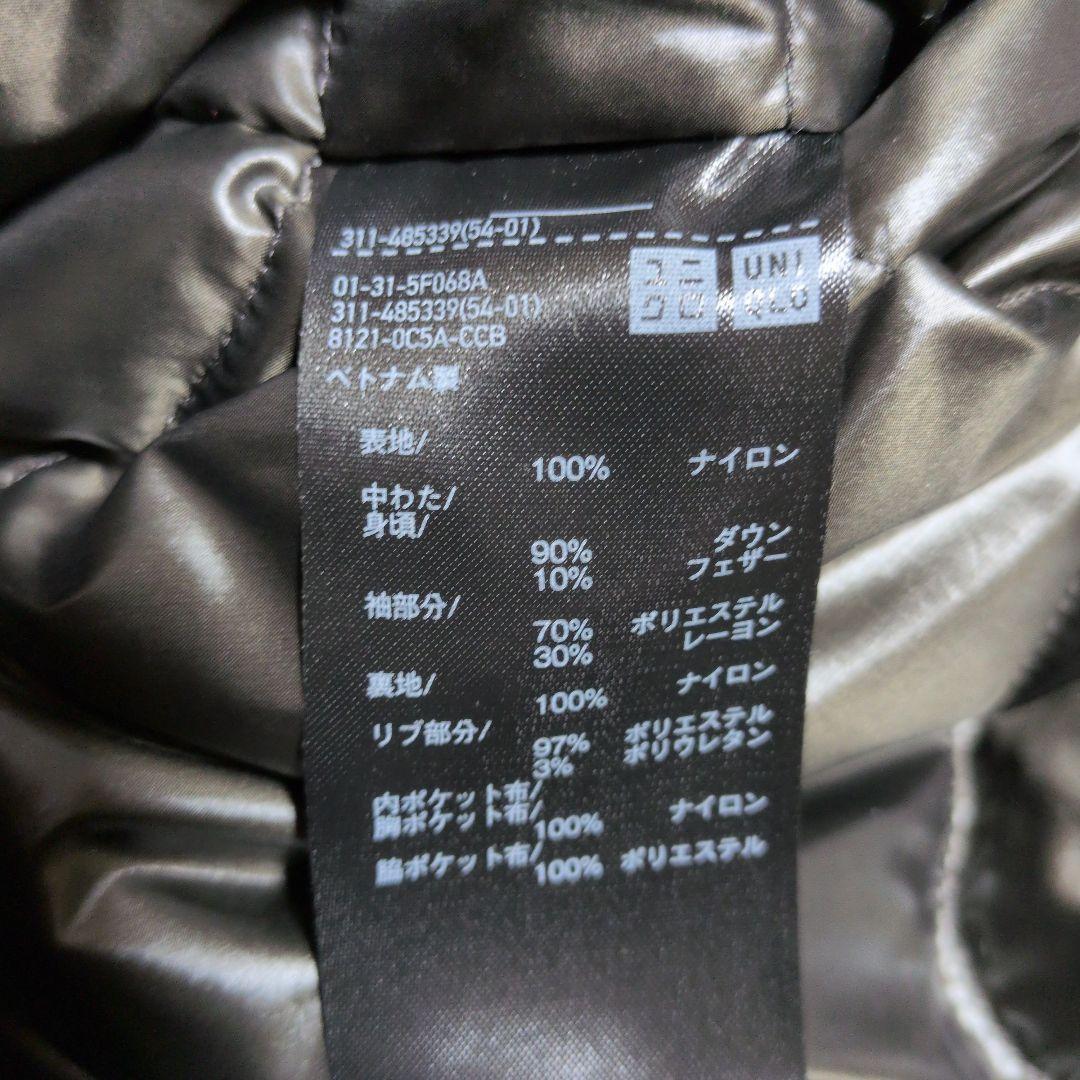 311-485339(54-01)
01-31-5F068A
311-485339(54-01)
8121-0C5A-CCB
ユニ
クロ
UNI
QLO
ベトナム製
表地/
100% ナイロン
中わた/
身頃/
90% ダウン
10% フェザー
袖部分/
70% ポリエステル
30% レーヨン
裏地/
100% ナイロン
リブ部分/
97% ポリエステル
3% ポリウレタン
内ポケット布/
胸ポケット布/
100% ナイロン
脇ポケット布/
100% ポリエステル